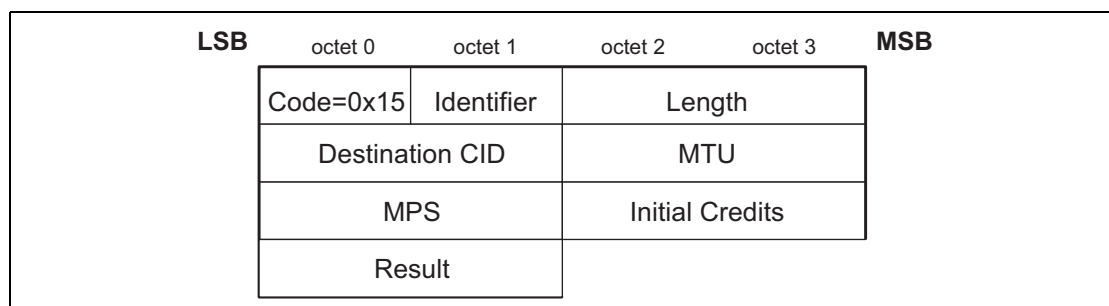 LSB octet 0 octet 1 octet 2 octet 3 MSB
Code=0x15 Identifier Length
Destination CID MTU
MPS Initial Credits
Result